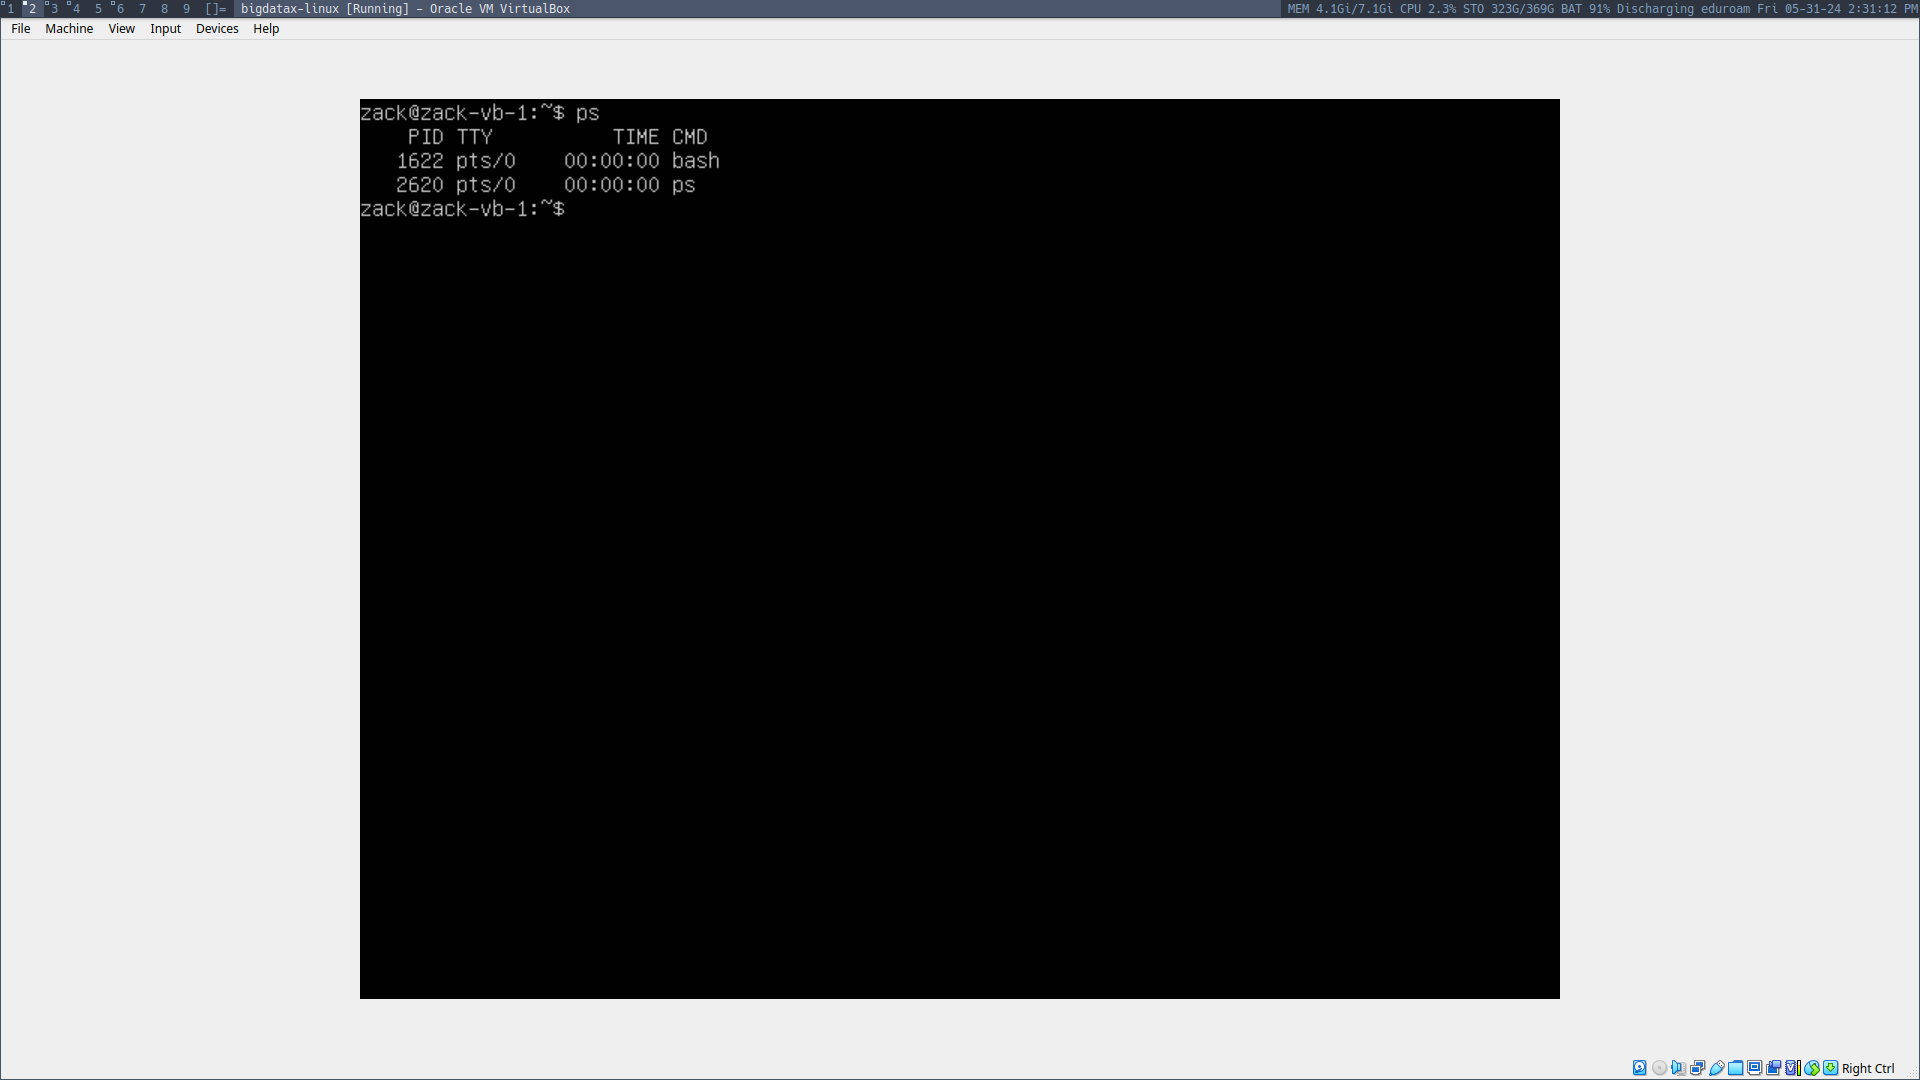 1 2 3 4 5 6 7 8 9 []= bigdatax-linux [Running] - Oracle VM VirtualBox MEM 4.1Gi/7.1Gi CPU 2.3% STO 323G/369G BAT 91% Discharging eduroam Fri 05-31-24 2:31:12 PM
File Machine View Input Devices Help
zack@zack-vb-1:~$ ps
    PID TTY          TIME CMD
   1622 pts/0    00:00:00 bash
   2620 pts/0    00:00:00 ps
zack@zack-vb-1:~$
Right Ctrl